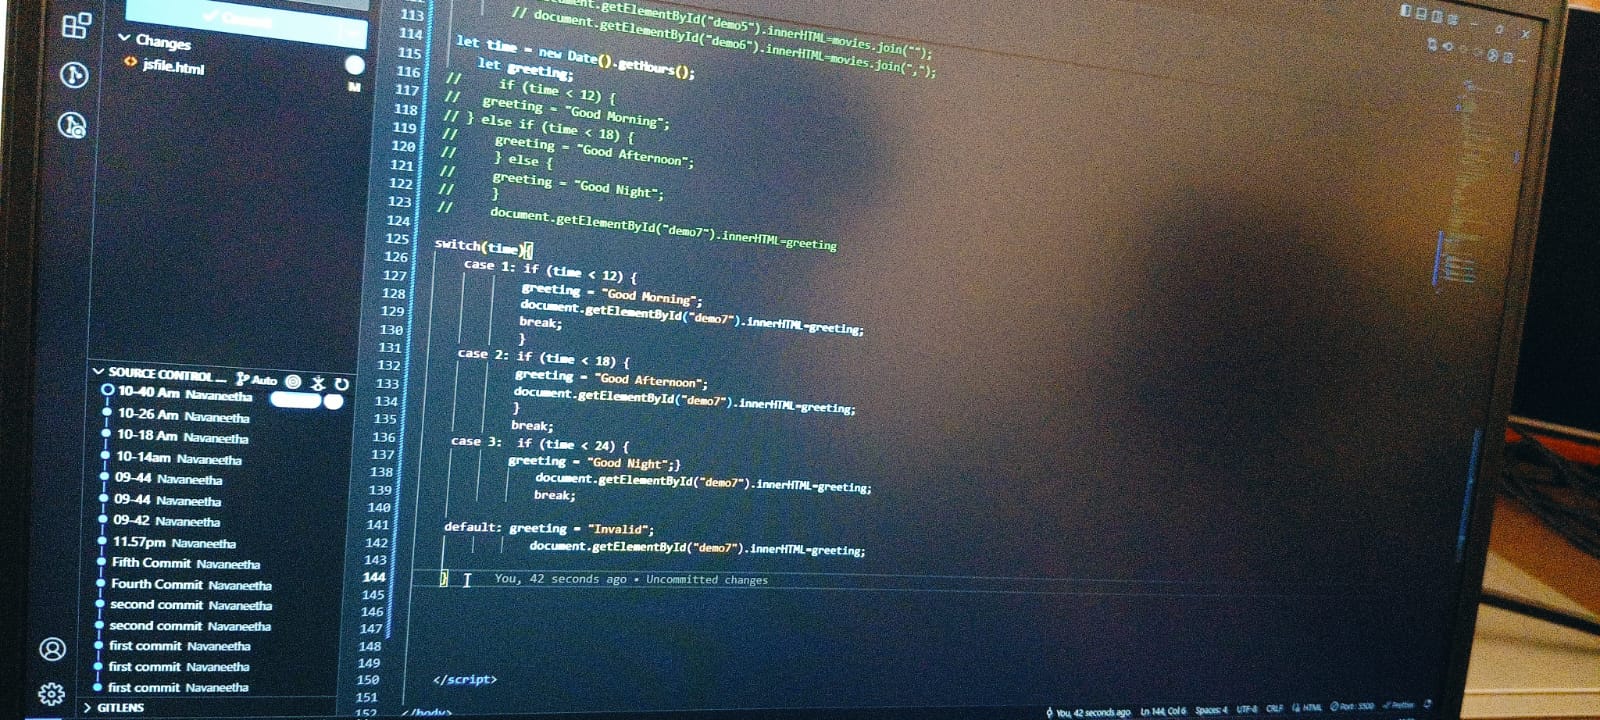 Commit
Changes
jsfile.html
M
SOURCE CONTROL ... Auto
10-40 Am Navaneetha
10-26 Am Navaneetha
10-18 Am Navaneetha
10-14am Navaneetha
09-44 Navaneetha
09-44 Navaneetha
09-42 Navaneetha
11.57pm Navaneetha
Fifth Commit Navaneetha
Fourth Commit Navaneetha
second commit Navaneetha
second commit Navaneetha
first commit Navaneetha
first commit Navaneetha
first commit Navaneetha
GITLENS
113
114
115
116
117
118
119
120
121
122
123
124
125
126
127
128
129
130
131
132
133
134
135
136
137
138
139
140
141
142
143
144
145
146
147
148
149
150
151
152
.getElementById("demo5").innerHTML=movies.join("");
// document.getElementById("demo6").innerHTML=movies.join(",");
let time = new Date().getHours();
let greeting;
// if (time < 12) {
// greeting = "Good Morning";
// } else if (time < 18) {
// greeting = "Good Afternoon";
// } else {
// greeting = "Good Night";
// }
// document.getElementById("demo7").innerHTML=greeting
switch(time){
case 1: if (time < 12) {
greeting = "Good Morning";
document.getElementById("demo7").innerHTML=greeting;
break;
}
case 2: if (time < 18) {
greeting = "Good Afternoon";
document.getElementById("demo7").innerHTML=greeting;
}
break;
case 3: if (time < 24) {
greeting = "Good Night";}
document.getElementById("demo7").innerHTML=greeting;
break;
default: greeting = "Invalid";
document.getElementById("demo7").innerHTML=greeting;
} You, 42 seconds ago • Uncommitted changes
</script>
</body>
You, 42 seconds ago Ln 144, Col 6 Spaces: 4 UTF-8 CRLF HTML Port : 5500 Prettier